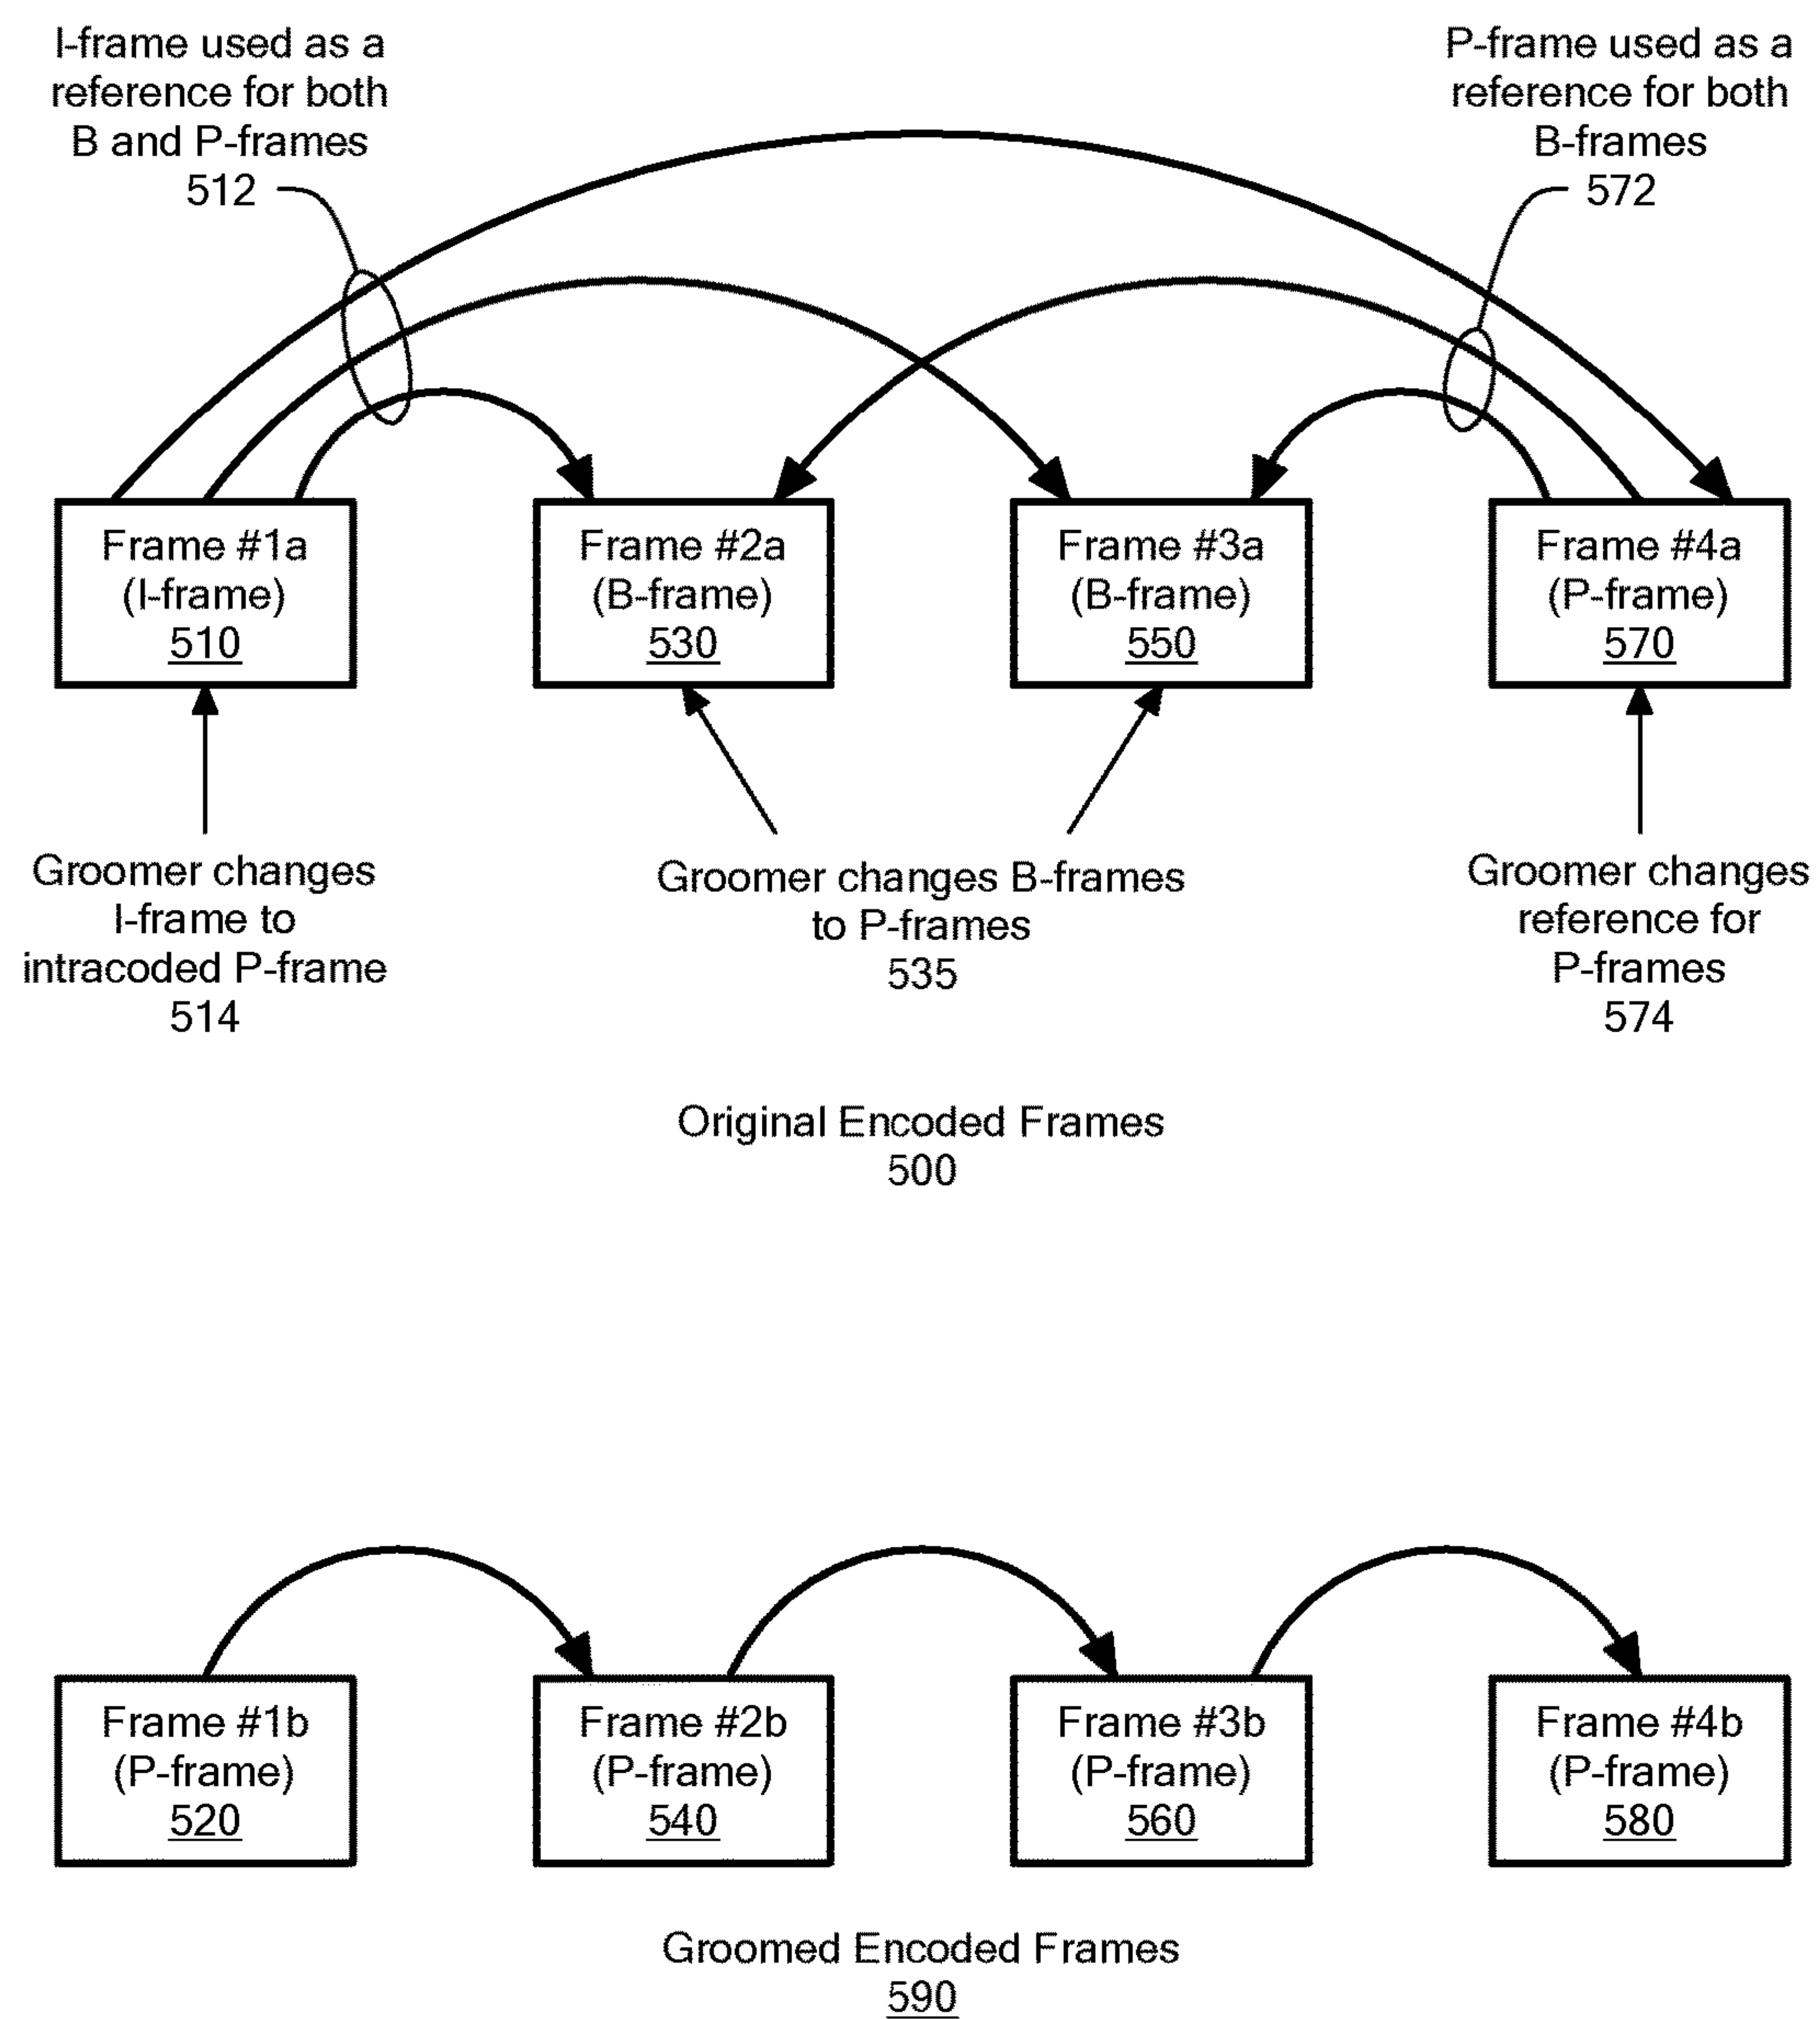 I-frame used as a
reference for both
B and P-frames
512
P-frame used as a
reference for both
B-frames
572
Frame #1a
(I-frame)
510
Frame #2a
(B-frame)
530
Frame #3a
(B-frame)
550
Frame #4a
(P-frame)
570
Groomer changes
I-frame to
intracoded P-frame
514
Groomer changes B-frames
to P-frames
535
Groomer changes
reference for
P-frames
574
Original Encoded Frames
500
Frame #1b
(P-frame)
520
Frame #2b
(P-frame)
540
Frame #3b
(P-frame)
560
Frame #4b
(P-frame)
580
Groomed Encoded Frames
590